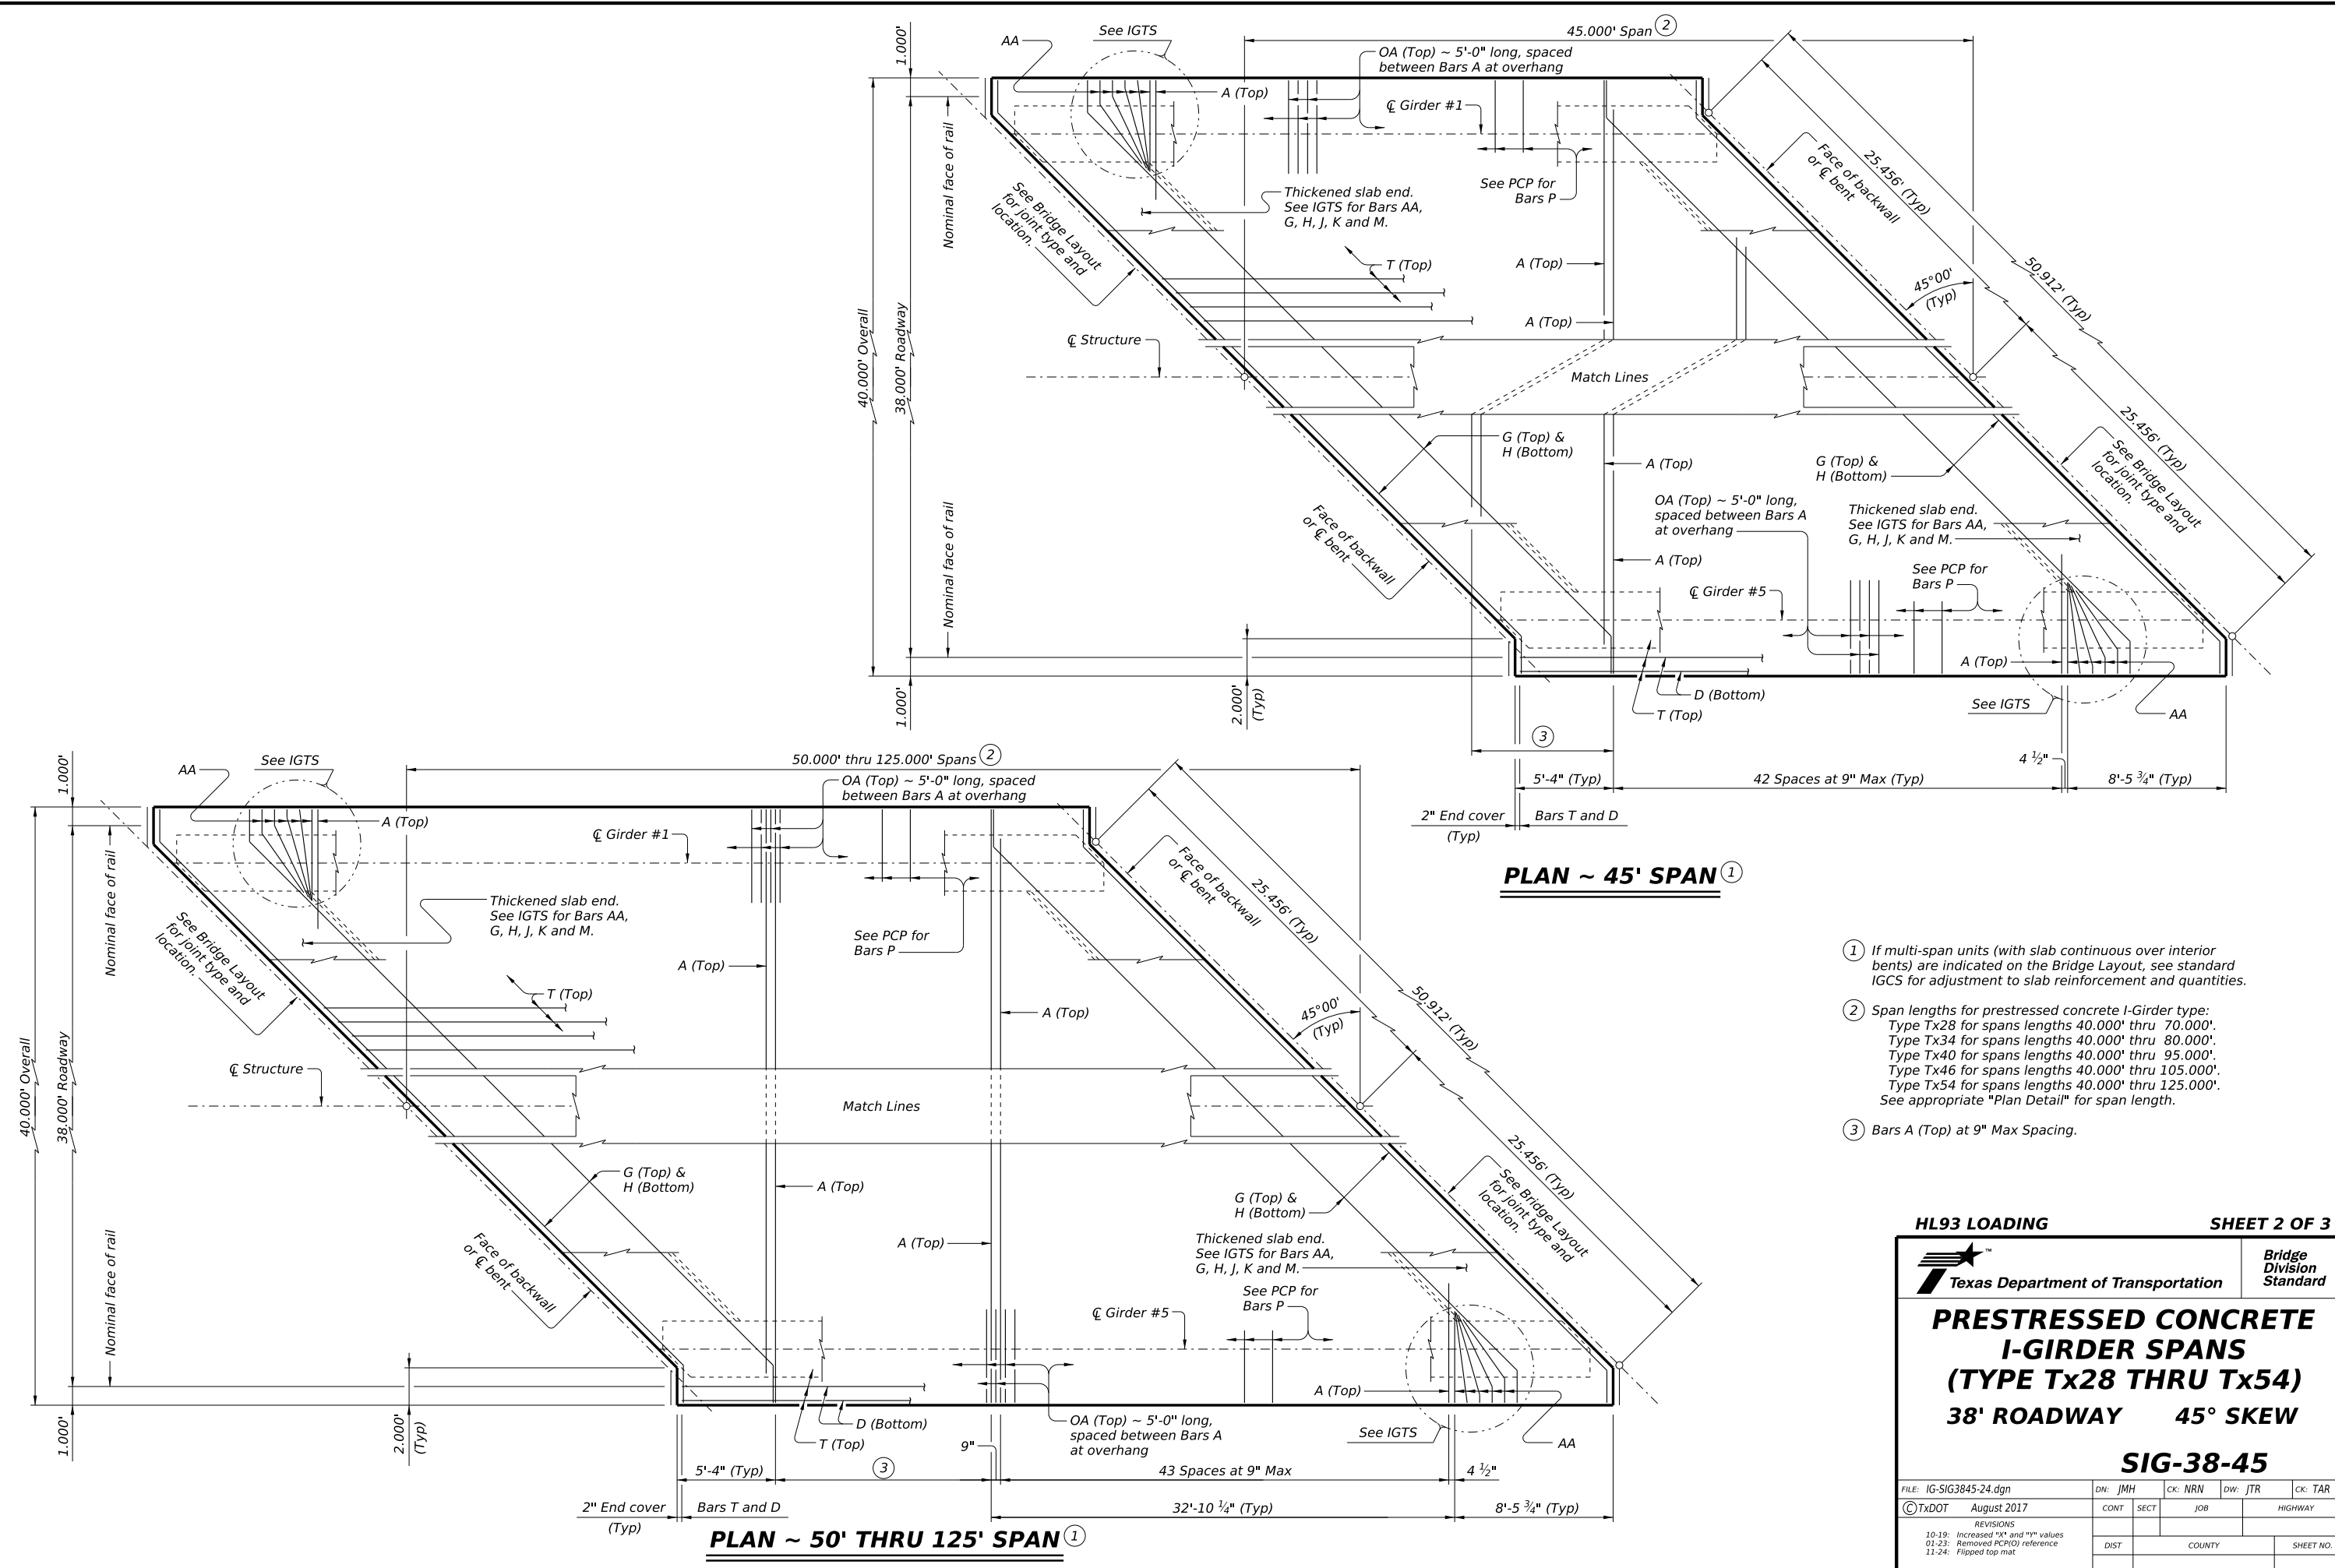 AA
See IGTS
45.000' Span 2
1.000'
OA (Top) ~ 5'-0" long, spaced
between Bars A at overhang
A (Top)
℄ Girder #1
Nominal face of rail
See Bridge Layout
for joint type and
location.
Thickened slab end.
See IGTS for Bars AA,
G, H, J, K and M.
See PCP for
Bars P
Face of backwall
or ℄ bent
25.456' (Typ)
50.912' (Typ)
45°00'
(Typ)
T (Top)
A (Top)
A (Top)
40.000' Overall
38.000' Roadway
℄ Structure
Match Lines
25.456' (Typ)
G (Top) &
H (Bottom)
A (Top)
G (Top) &
H (Bottom)
See Bridge Layout
for joint type and
location.
OA (Top) ~ 5'-0" long,
spaced between Bars A
at overhang
Thickened slab end.
See IGTS for Bars AA,
G, H, J, K and M.
Face of backwall
or ℄ bent
Nominal face of rail
A (Top)
See PCP for
Bars P
℄ Girder #5
A (Top)
1.000'
2.000'
(Typ)
D (Bottom)
T (Top)
See IGTS
AA
3
4 ½"
5'-4" (Typ)
42 Spaces at 9" Max (Typ)
8'-5 ¾" (Typ)
2" End cover
(Typ)
Bars T and D
PLAN ~ 45' SPAN 1
AA
See IGTS
50.000' thru 125.000' Spans 2
1.000'
OA (Top) ~ 5'-0" long, spaced
between Bars A at overhang
A (Top)
℄ Girder #1
Nominal face of rail
See Bridge Layout
for joint type and
location.
Thickened slab end.
See IGTS for Bars AA,
G, H, J, K and M.
See PCP for
Bars P
Face of backwall
or ℄ bent
25.456' (Typ)
50.912' (Typ)
45°00'
(Typ)
A (Top)
T (Top)
A (Top)
40.000' Overall
38.000' Roadway
℄ Structure
Match Lines
25.456' (Typ)
G (Top) &
H (Bottom)
A (Top)
G (Top) &
H (Bottom)
See Bridge Layout
for joint type and
location.
A (Top)
Thickened slab end.
See IGTS for Bars AA,
G, H, J, K and M.
Face of backwall
or ℄ bent
Nominal face of rail
See PCP for
Bars P
℄ Girder #5
A (Top)
1.000'
2.000'
(Typ)
D (Bottom)
T (Top)
OA (Top) ~ 5'-0" long,
spaced between Bars A
at overhang
See IGTS
AA
9"
5'-4" (Typ)
3
43 Spaces at 9" Max
4 ½"
2" End cover
(Typ)
Bars T and D
32'-10 ¼" (Typ)
8'-5 ¾" (Typ)
PLAN ~ 50' THRU 125' SPAN 1
1 If multi-span units (with slab continuous over interior
bents) are indicated on the Bridge Layout, see standard
IGCS for adjustment to slab reinforcement and quantities.
2 Span lengths for prestressed concrete I-Girder type:
Type Tx28 for spans lengths 40.000' thru 70.000'.
Type Tx34 for spans lengths 40.000' thru 80.000'.
Type Tx40 for spans lengths 40.000' thru 95.000'.
Type Tx46 for spans lengths 40.000' thru 105.000'.
Type Tx54 for spans lengths 40.000' thru 125.000'.
See appropriate "Plan Detail" for span length.
3 Bars A (Top) at 9" Max Spacing.
HL93 LOADING SHEET 2 OF 3
™
Texas Department of Transportation
Bridge
Division
Standard
PRESTRESSED CONCRETE
I-GIRDER SPANS
(TYPE Tx28 THRU Tx54)
38' ROADWAY 45° SKEW
SIG-38-45
FILE: IG-SIG3845-24.dgn DN: JMH CK: NRN DW: JTR CK: TAR
©TxDOT August 2017 CONT SECT JOB HIGHWAY
REVISIONS
10-19: Increased "X" and "Y" values
01-23: Removed PCP(O) reference
11-24: Flipped top mat
DIST COUNTY SHEET NO.